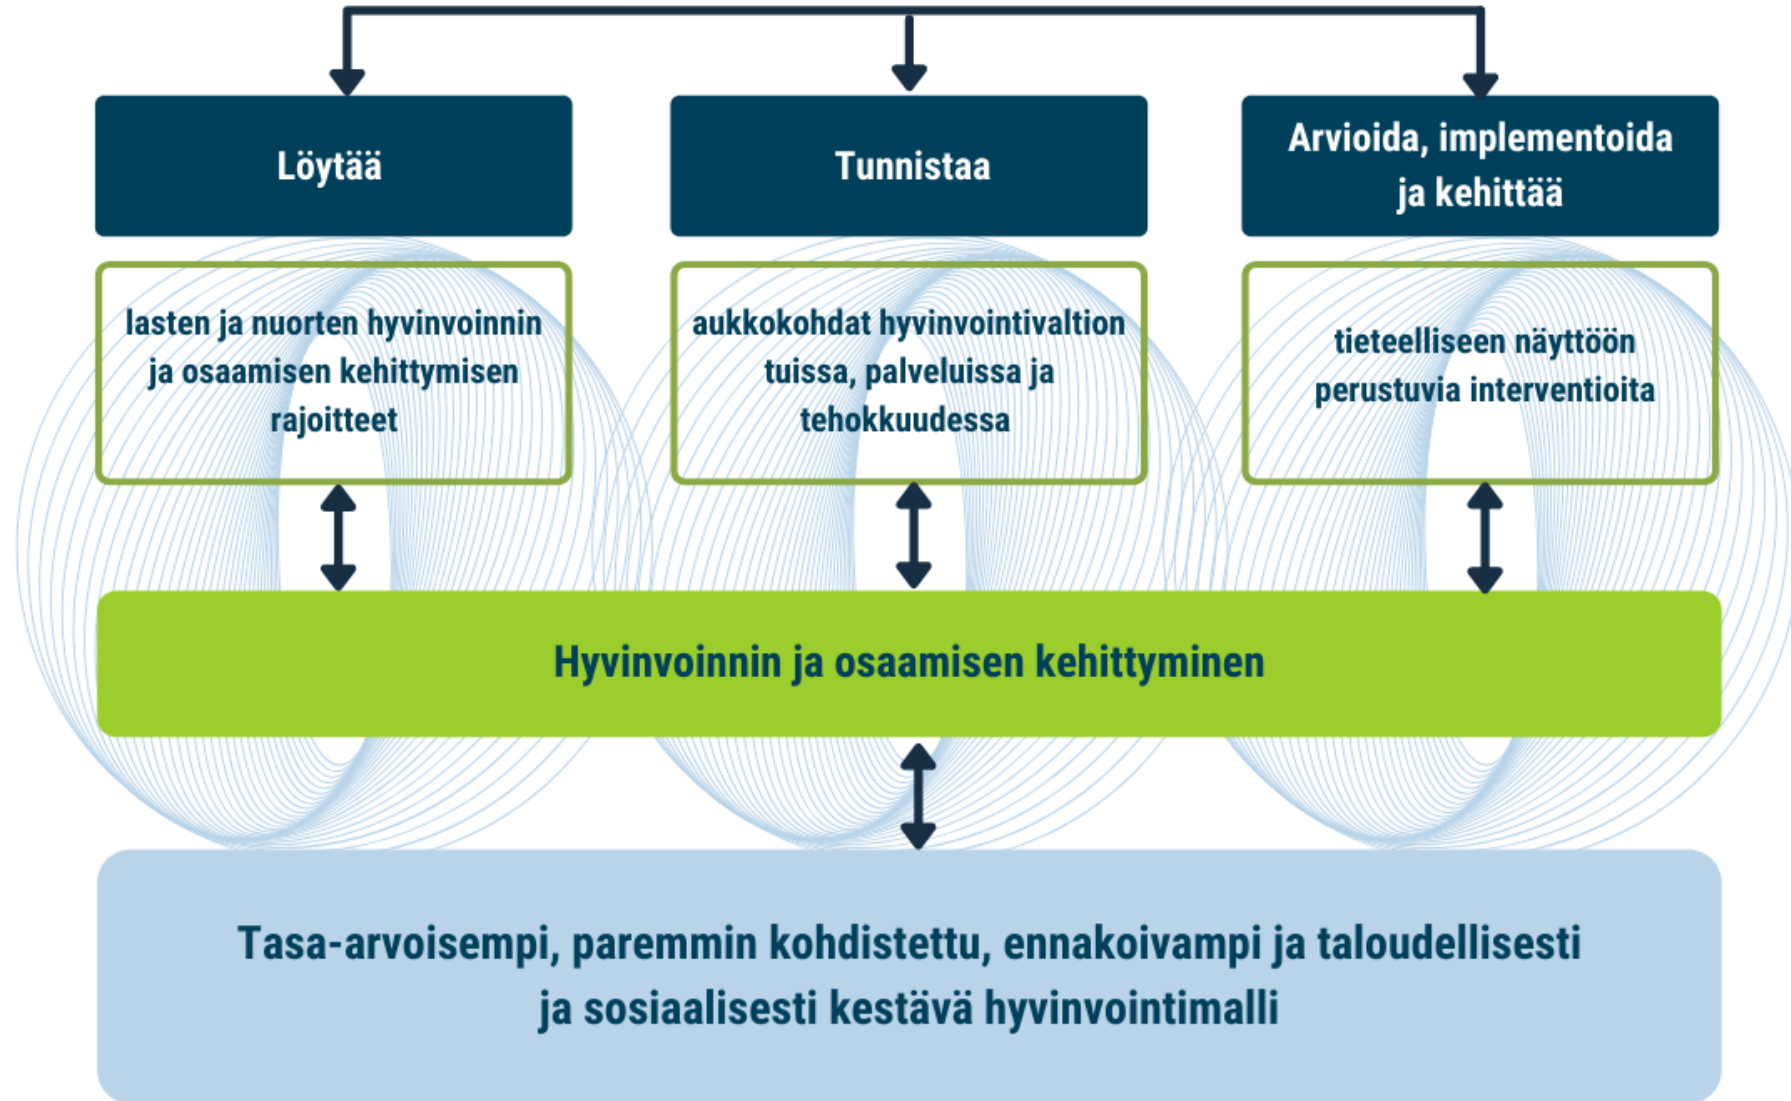 Löytää
Tunnistaa
Arvioida, implementoida
ja kehittää
lasten ja nuorten hyvinvoinnin
ja osaamisen kehittymisen
rajoitteet
aukkokohdat hyvinvointivaltion
tuissa, palveluissa ja
tehokkuudessa
tieteelliseen näyttöön
perustuvia interventioita
Hyvinvoinnin ja osaamisen kehittyminen
Tasa-arvoisempi, paremmin kohdistettu, ennakoivampi ja taloudellisesti
ja sosiaalisesti kestävä hyvinvointimalli